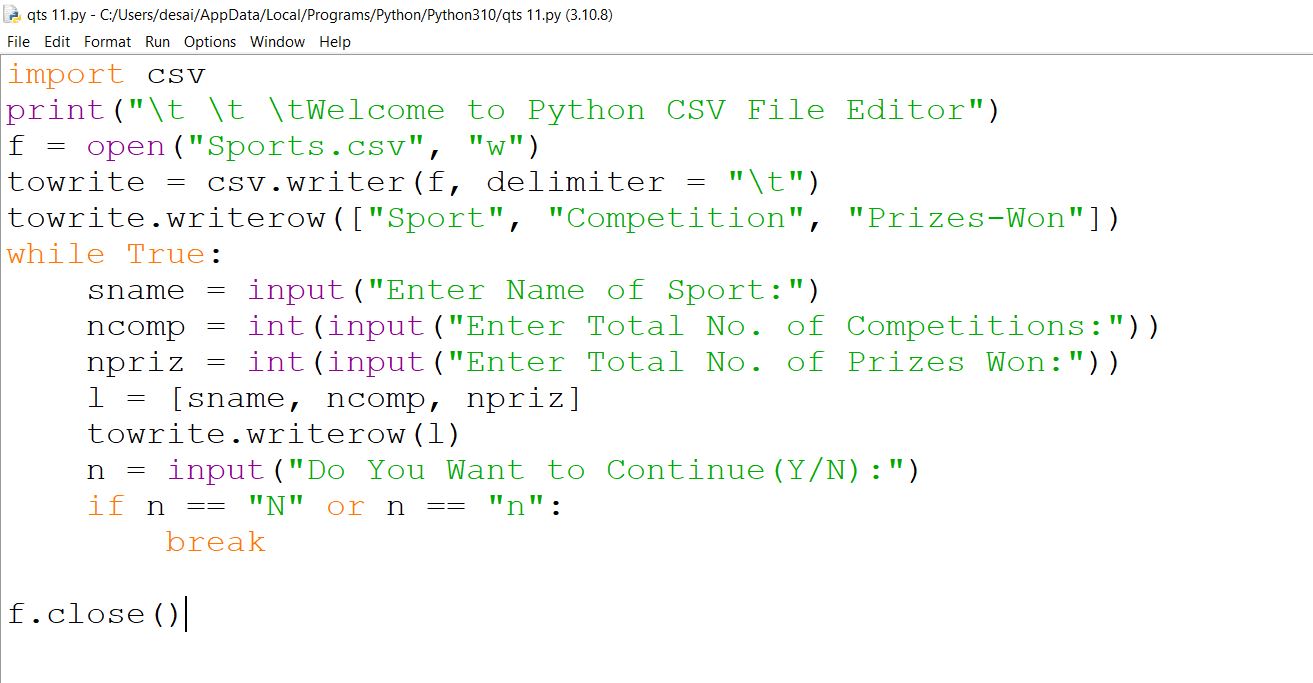 qts 11.py - C:/Users/desai/AppData/Local/Programs/Python/Python310/qts 11.py (3.10.8)
File Edit Format Run Options Window Help
import csv
print("\t \t \tWelcome to Python CSV File Editor")
f = open("Sports.csv", "w")
towrite = csv.writer(f, delimiter = "\t")
towrite.writerow(["Sport", "Competition", "Prizes-Won"])
while True:
    sname = input("Enter Name of Sport:")
    ncomp = int(input("Enter Total No. of Competitions:"))
    npriz = int(input("Enter Total No. of Prizes Won:"))
    l = [sname, ncomp, npriz]
    towrite.writerow(l)
    n = input("Do You Want to Continue(Y/N):")
    if n == "N" or n == "n":
        break
f.close()